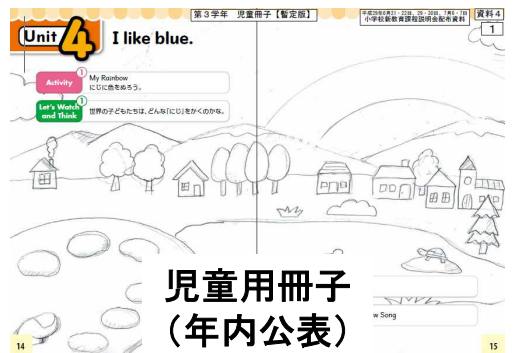 第３学年　児童冊子【暫定版】
平成29年6月21・22日、29・30日、7月6・7日
小学校新教育課程説明会配布資料
資料４
1
Unit 4 I like blue.
Activity 1
My Rainbow
にじに色をぬろう。
Let's Watch and Think 1
世界の子どもたちは、どんな「にじ」をかくのかな。
児童用冊子
（年内公表）
w Song
14
15